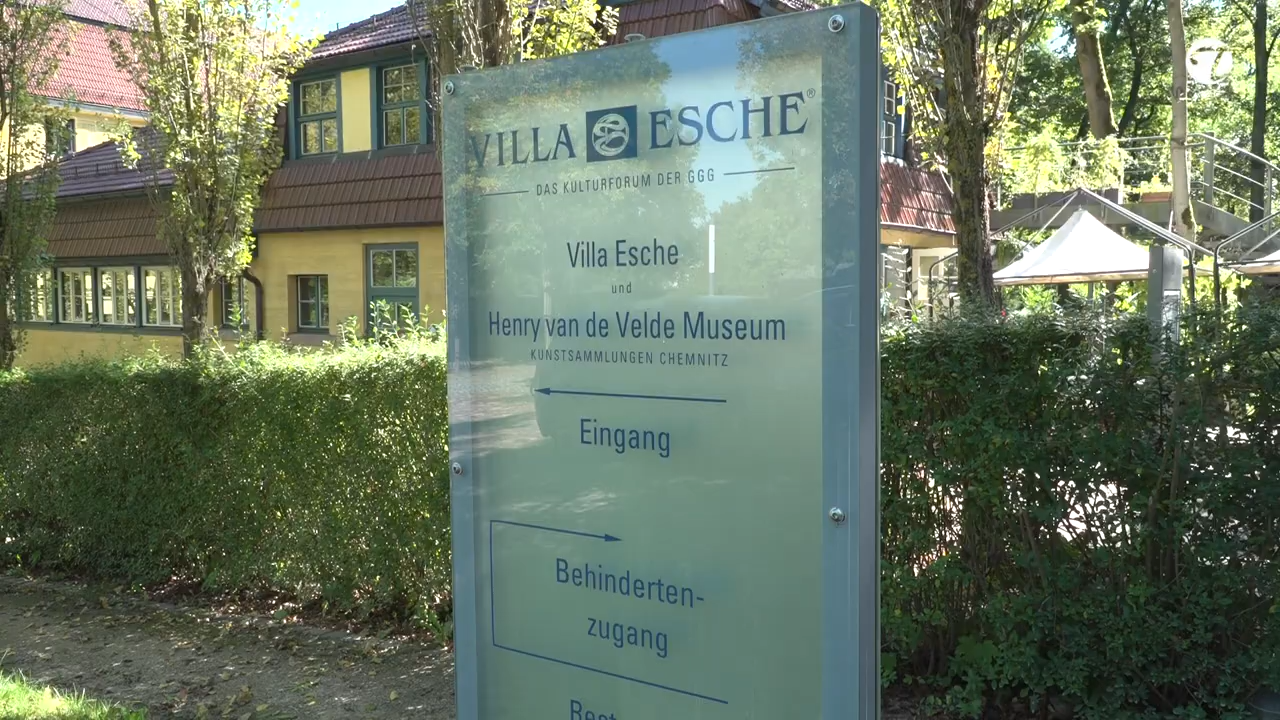 VILLA ESCHE®
DAS KULTURFORUM DER GGG
Villa Esche
und
Henry van de Velde Museum
KUNSTSAMMLUNGEN CHEMNITZ
Eingang
Behinderten-
zugang